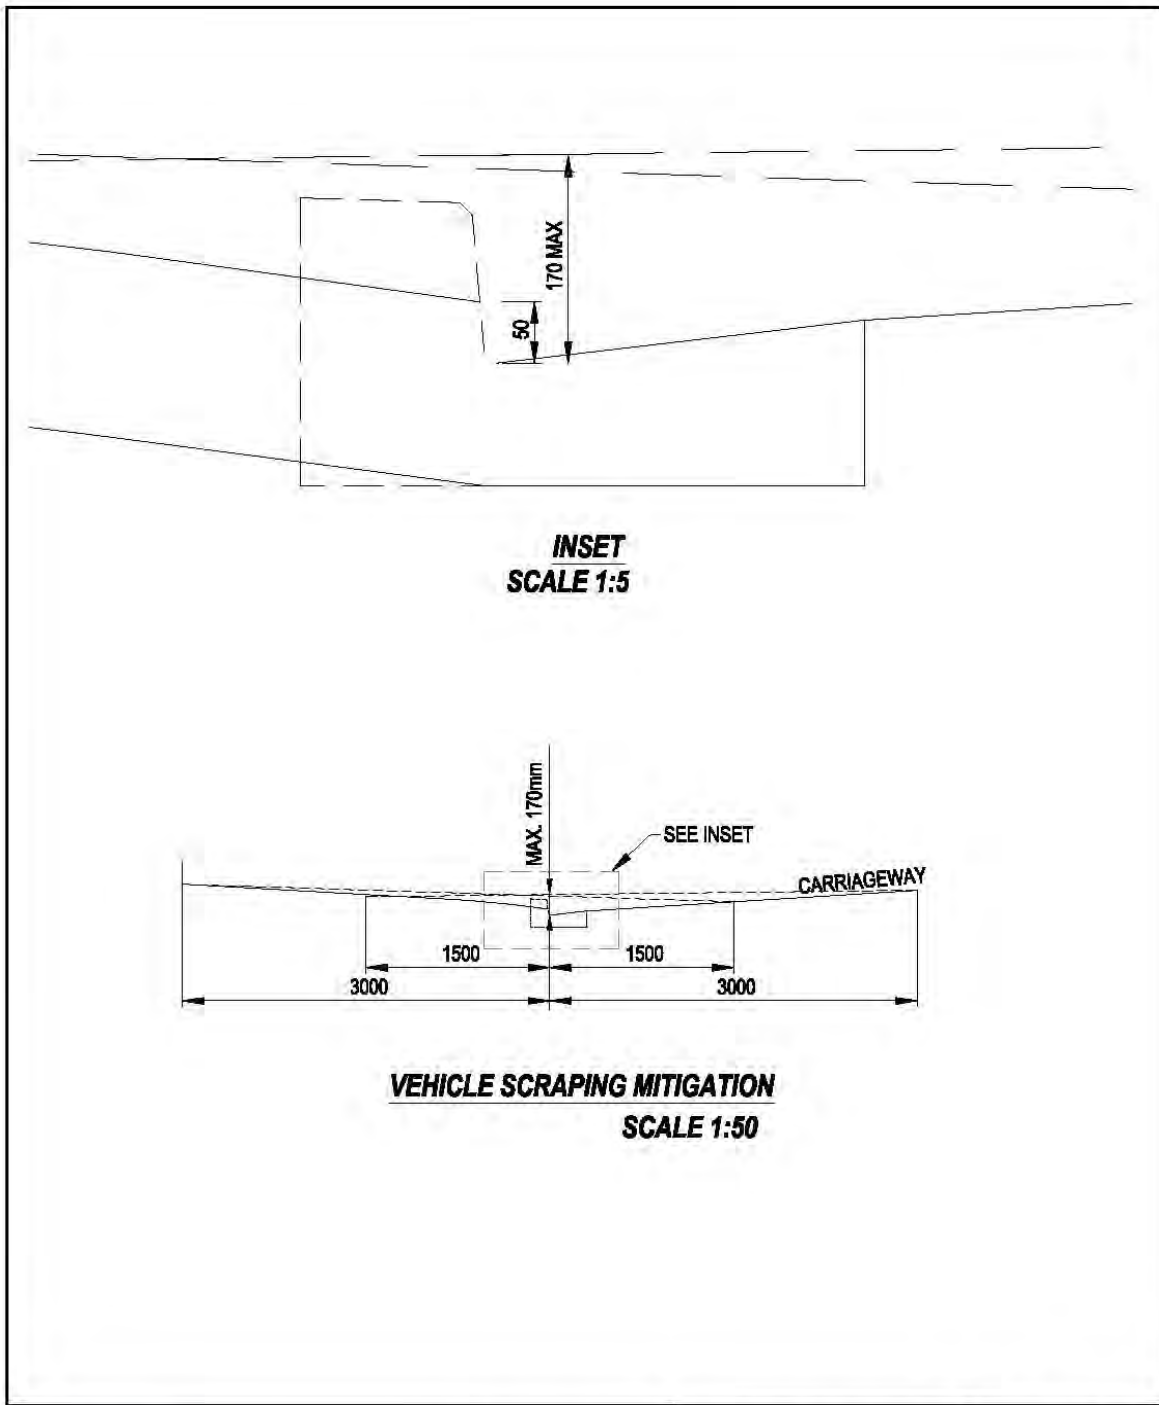 170 MAX
50
INSET
SCALE 1:5
MAX. 170mm
SEE INSET
CARRIAGEWAY
1500 1500
3000 3000
VEHICLE SCRAPING MITIGATION
SCALE 1:50